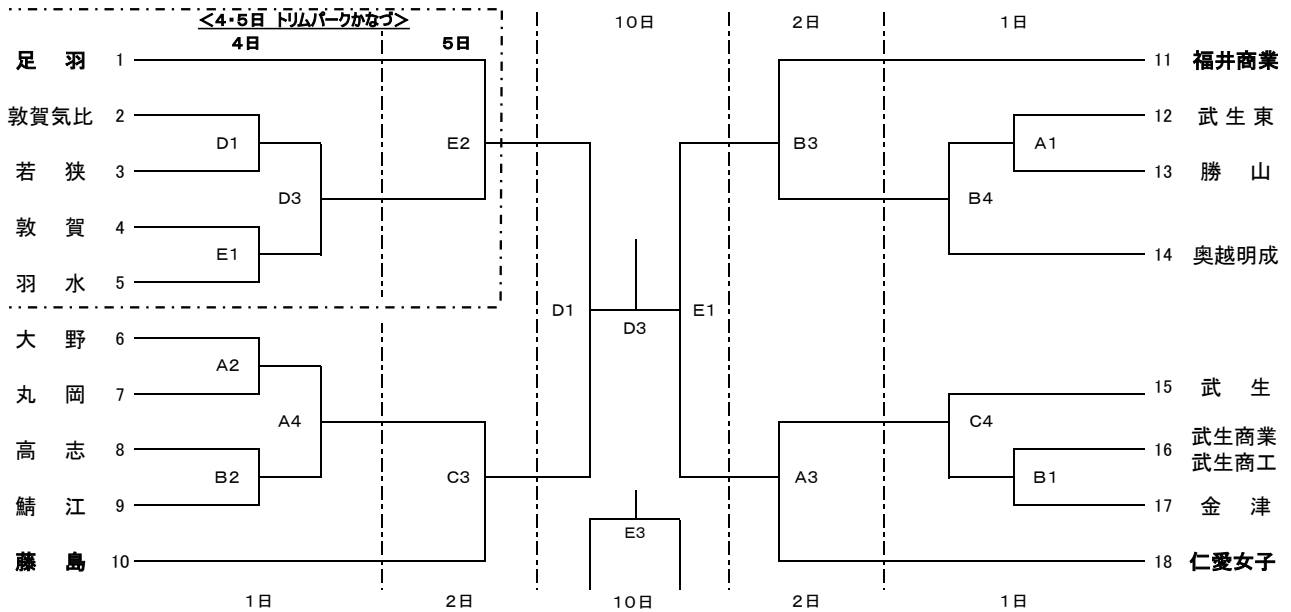 <4・5日 トリムパークかなづ>
10日 2日 1日
4日 5日
足 羽 1
11 福井商業
敦賀気比 2
12 武生東
D1 E2 B3 A1
若 狭 3
13 勝 山
D3 B4
敦 賀 4
E1
14 奥越明成
羽 水 5
D1 D3 E1
大 野 6
A2
丸 岡 7
15 武 生
A4 C4
高 志 8
16 武生商業
武生商工
B2 C3 A3 B1
鯖 江 9
17 金 津
E3
藤 島 10
18 仁愛女子
1日 2日 10日 2日 1日